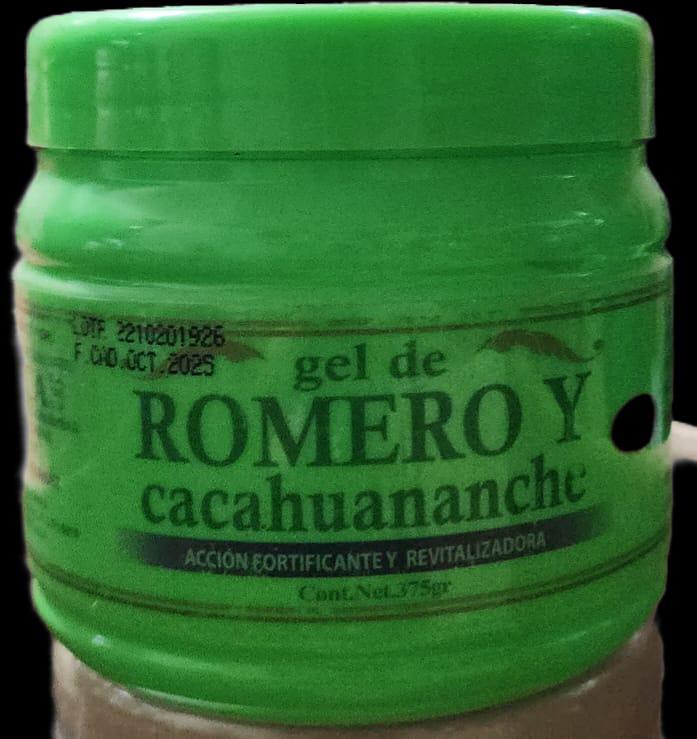 LOTE 2210201926
F.CAD.OCT.2025
gel de
ROMERO Y
cacahuananche
ACCIÓN FORTIFICANTE Y REVITALIZADORA
Cont.Net.375gr